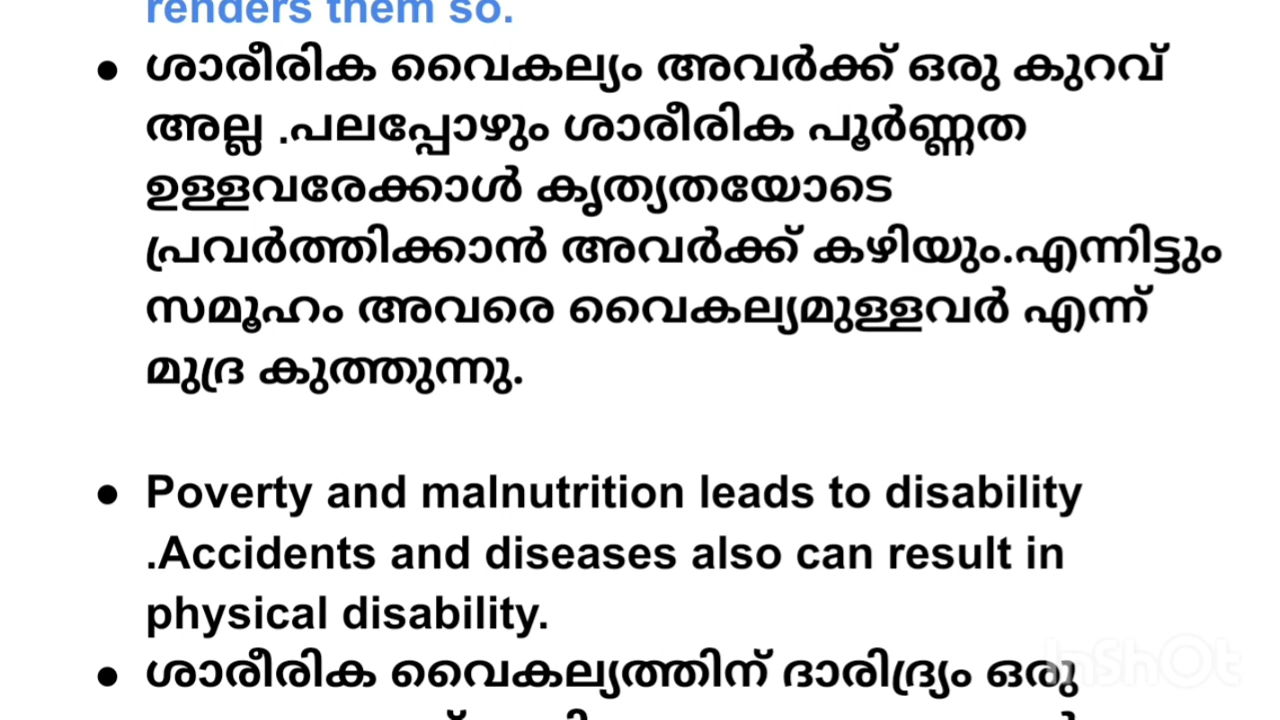 renders them so.
● ശാരീരിക വൈകല്യം അവർക്ക് ഒരു കുറവ്
അല്ല .പലപ്പോഴും ശാരീരിക പൂർണ്ണത
ഉള്ളവരേക്കാൾ കൃത്യതയോടെ
പ്രവർത്തിക്കാൻ അവർക്ക് കഴിയും.എന്നിട്ടും
സമൂഹം അവരെ വൈകല്യമുള്ളവർ എന്ന്
മുദ്ര കുത്തുന്നു.
● Poverty and malnutrition leads to disability
.Accidents and diseases also can result in
physical disability.
● ശാരീരിക വൈകല്യത്തിന് ദാരിദ്ര്യം ഒരു
InShOt